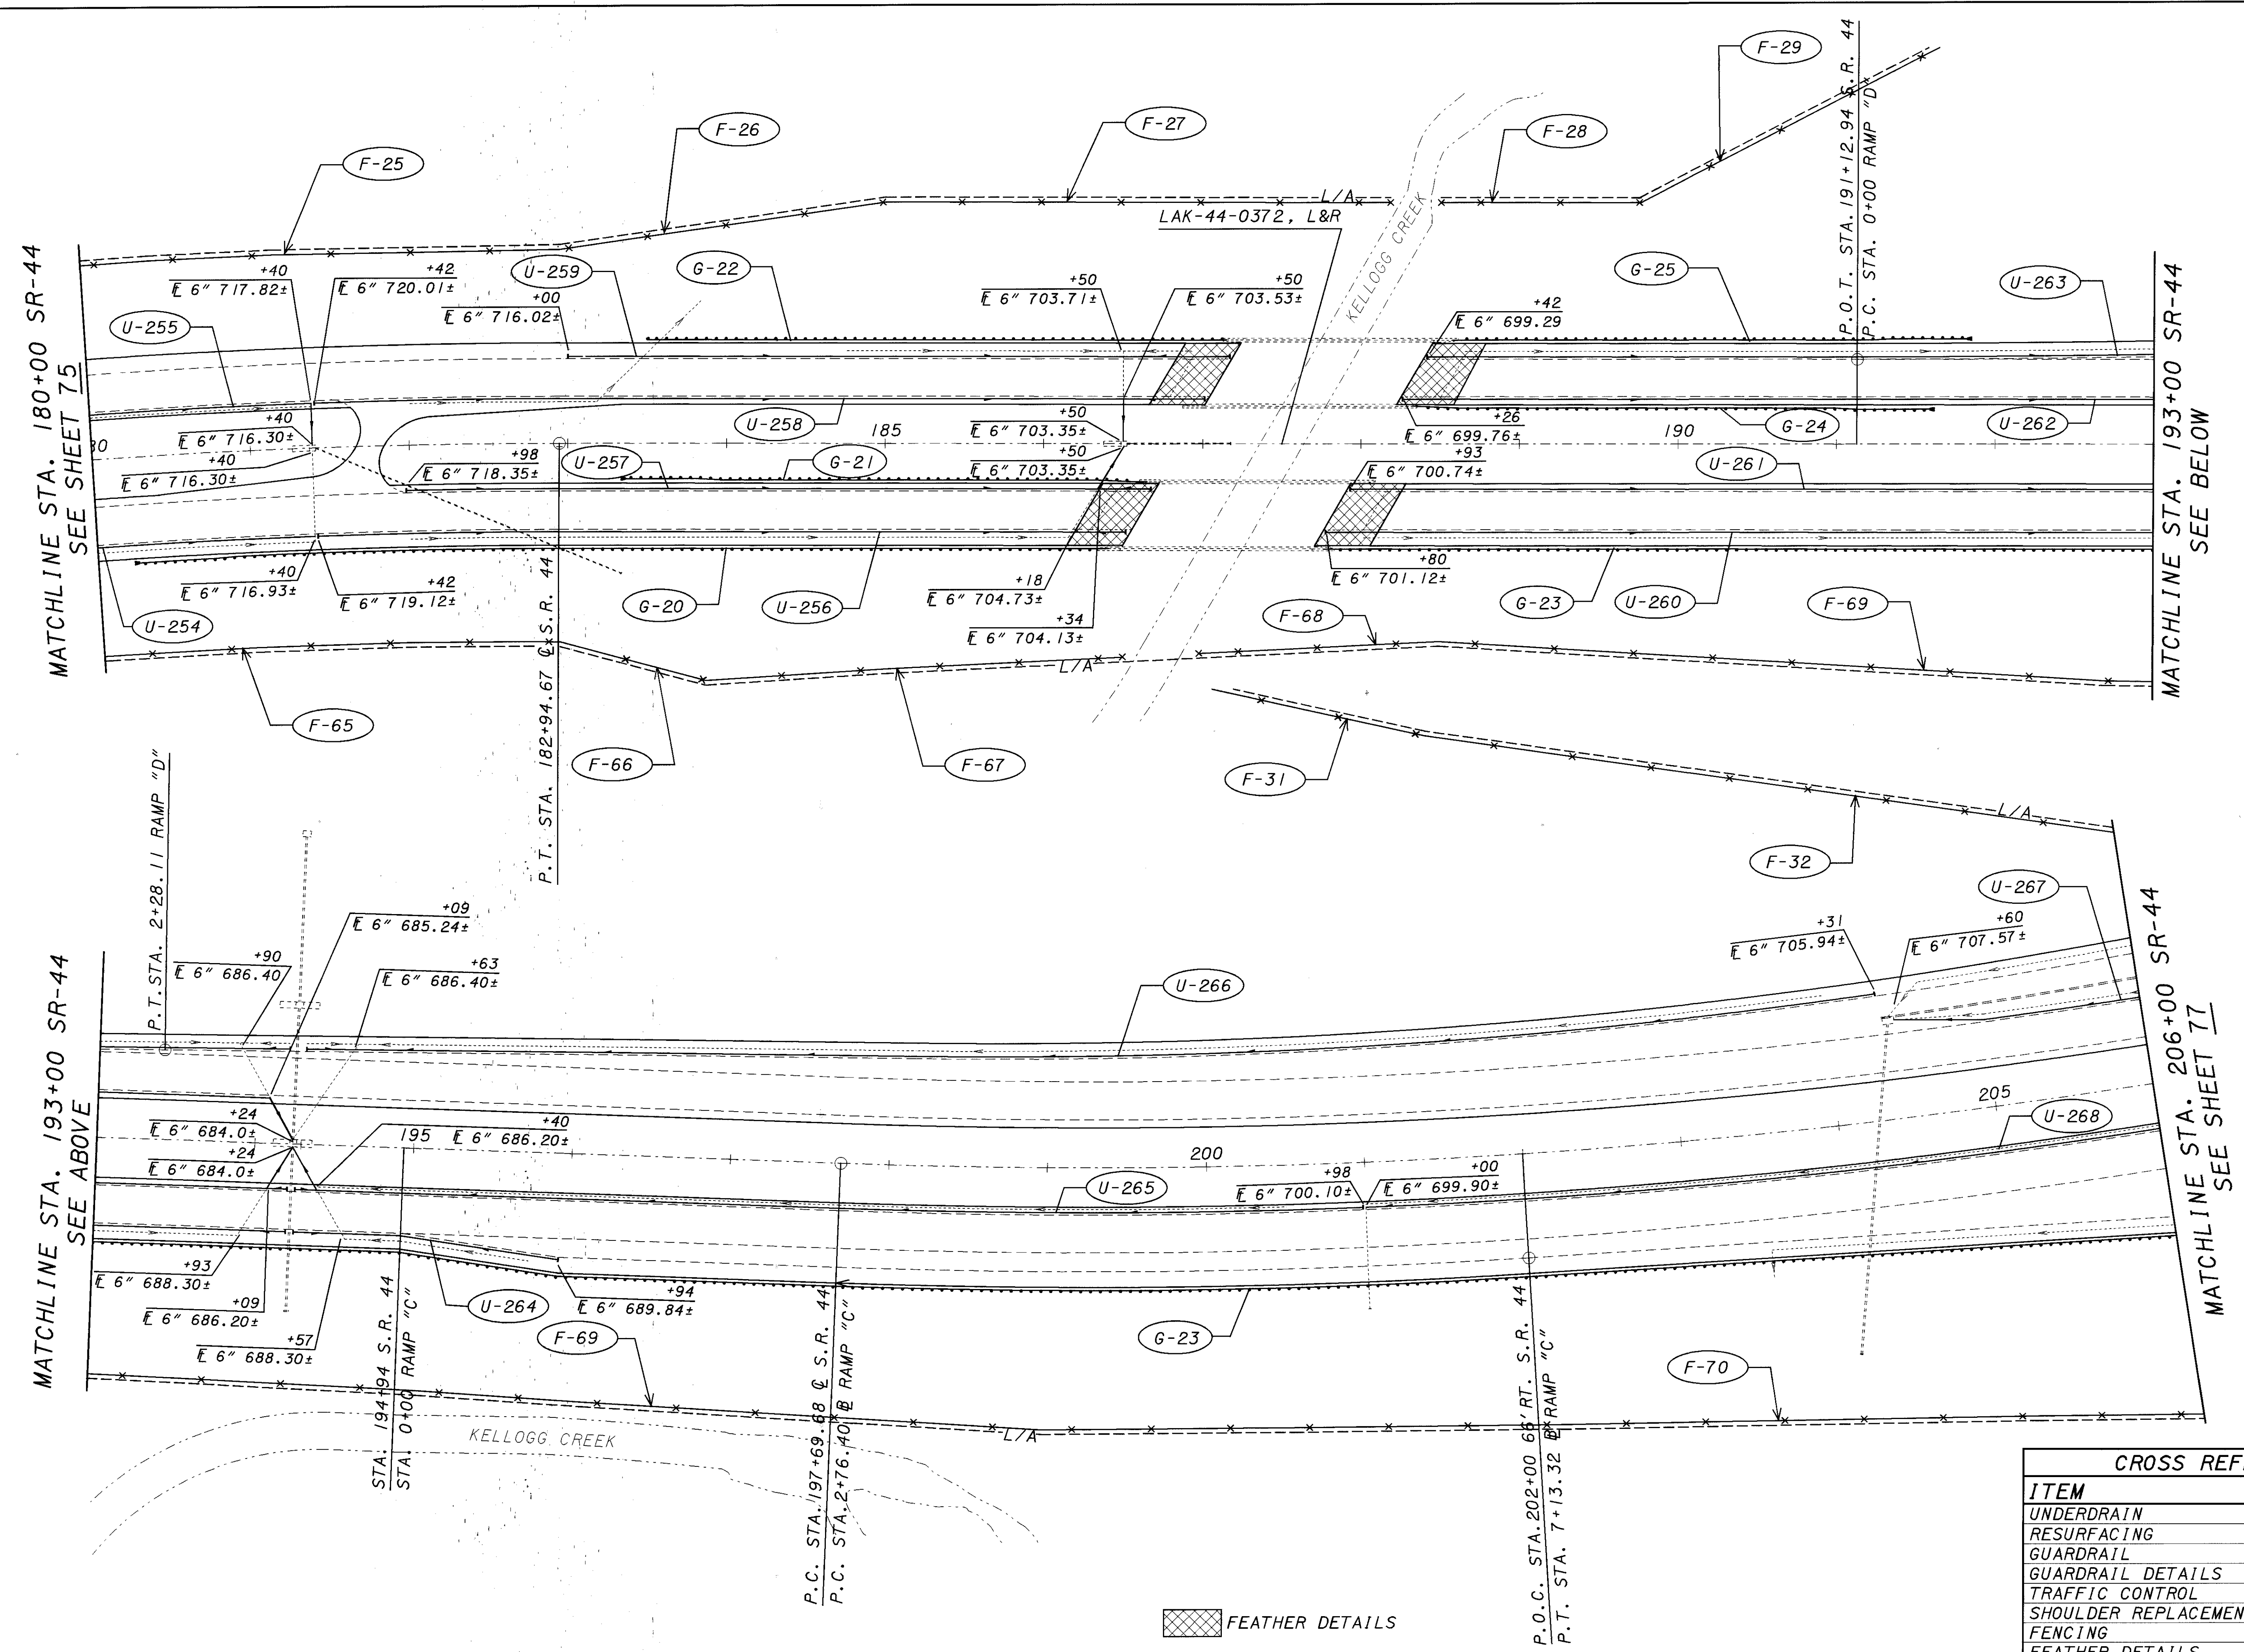 F-25
F-26
F-27
F-28
F-29
P.O.T. STA. 191+12.94 S.R. 44
P.C. STA. 0+00 RAMP "D"
L/A
LAK-44-0372, L&R
KELLOGG CREEK
MATCHLINE STA. 180+00 SR-44
SEE SHEET 75
+40
℄ 6" 717.82±
+42
℄ 6" 720.01±
+00
℄ 6" 716.02±
U-259
G-22
+50
℄ 6" 703.71±
+50
℄ 6" 703.53±
+42
℄ 6" 699.29
G-25
U-263
U-255
+40
℄ 6" 716.30±
+40
℄ 6" 716.30±
80
+98
℄ 6" 718.35±
U-257
U-258
G-21
185
+50
℄ 6" 703.35±
+50
℄ 6" 703.35±
+26
℄ 6" 699.76±
190
G-24
U-262
+93
℄ 6" 700.74±
U-261
MATCHLINE STA. 193+00 SR-44
SEE BELOW
+40
℄ 6" 716.93±
+42
℄ 6" 719.12±
U-254
G-20
U-256
+18
℄ 6" 704.73±
+34
℄ 6" 704.13±
+80
℄ 6" 701.12±
G-23
U-260
F-68
F-69
L/A
P.T. STA. 182+94.67 ℄ S.R. 44
F-65
F-66
F-67
F-31
F-32
L/A
P.T. STA. 2+28.11 RAMP "D"
MATCHLINE STA. 193+00 SR-44
SEE ABOVE
+90
℄ 6" 686.40
+09
℄ 6" 685.24±
+63
℄ 6" 686.40±
U-266
+31
℄ 6" 705.94±
+60
℄ 6" 707.57±
U-267
+24
℄ 6" 684.0±
+24
℄ 6" 684.0±
195
+40
℄ 6" 686.20±
U-265
200
+98
℄ 6" 700.10±
+00
℄ 6" 699.90±
205
U-268
MATCHLINE STA. 206+00 SR-44
SEE SHEET 77
+93
℄ 6" 688.30±
+09
℄ 6" 686.20±
+57
℄ 6" 688.30±
STA. 194+94 S.R. 44
STA. 0+00 RAMP "C"
U-264
+94
℄ 6" 689.84±
F-69
P.C. STA. 197+69.68 ℄ S.R. 44
P.C. STA. 2+76.40 ℄ RAMP "C"
G-23
P.O.C. STA. 202+00 66' RT. S.R. 44
P.T. STA. 7+13.32 ℄ RAMP "C"
F-70
L/A
KELLOGG CREEK
FEATHER DETAILS
CROSS REF
ITEM
UNDERDRAIN
RESURFACING
GUARDRAIL
GUARDRAIL DETAILS
TRAFFIC CONTROL
SHOULDER REPLACEMEN
FENCING
FEATHER DETAILS